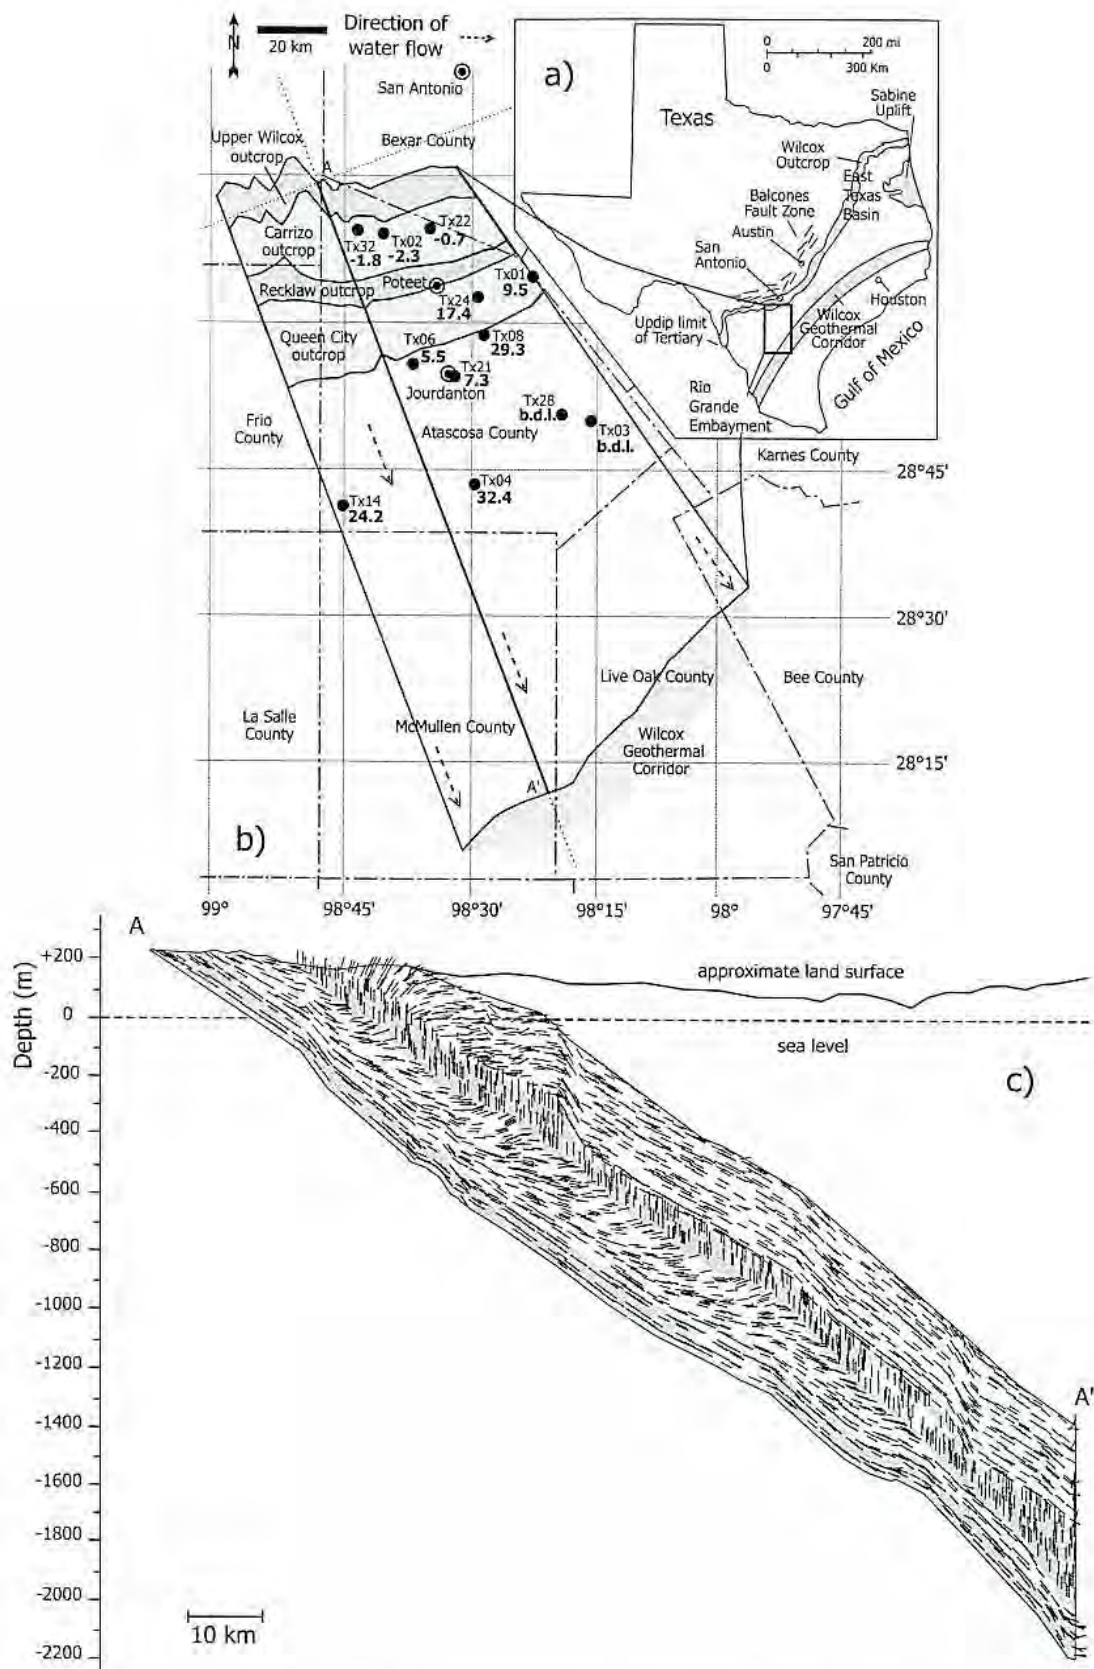 N
20 km
Direction of
water flow
San Antonio
Bexar County
Upper Wilcox
outcrop
A
Carrizo
outcrop
Tx32
-1.8
Tx02
-2.3
Tx22
-0.7
Recklaw outcrop
Poteet
Tx01
9.5
Tx24
17.4
Queen City
outcrop
Tx06
5.5
Tx08
29.3
Tx21
7.3
Jourdanton
Tx28
b.d.l.
Tx03
b.d.l.
Frio
County
Atascosa County
Tx04
32.4
Tx14
24.2
Karnes County
28°45'
28°30'
28°15'
Live Oak County
Bee County
La Salle
County
McMullen County
Wilcox
Geothermal
Corridor
A'
b)
San Patricio
County
99°
98°45'
98°30'
98°15'
98°
97°45'
a)
0
200 mi
0
300 Km
Texas
Sabine
Uplift
Wilcox
Outcrop
East
Texas
Basin
Balcones
Fault Zone
Austin
San
Antonio
Houston
Updip limit
of Tertiary
Wilcox
Geothermal
Corridor
Gulf of Mexico
Rio
Grande
Embayment
A
Depth (m)
+200
0
-200
-400
-600
-800
-1000
-1200
-1400
-1600
-1800
-2000
-2200
approximate land surface
sea level
c)
A'
10 km